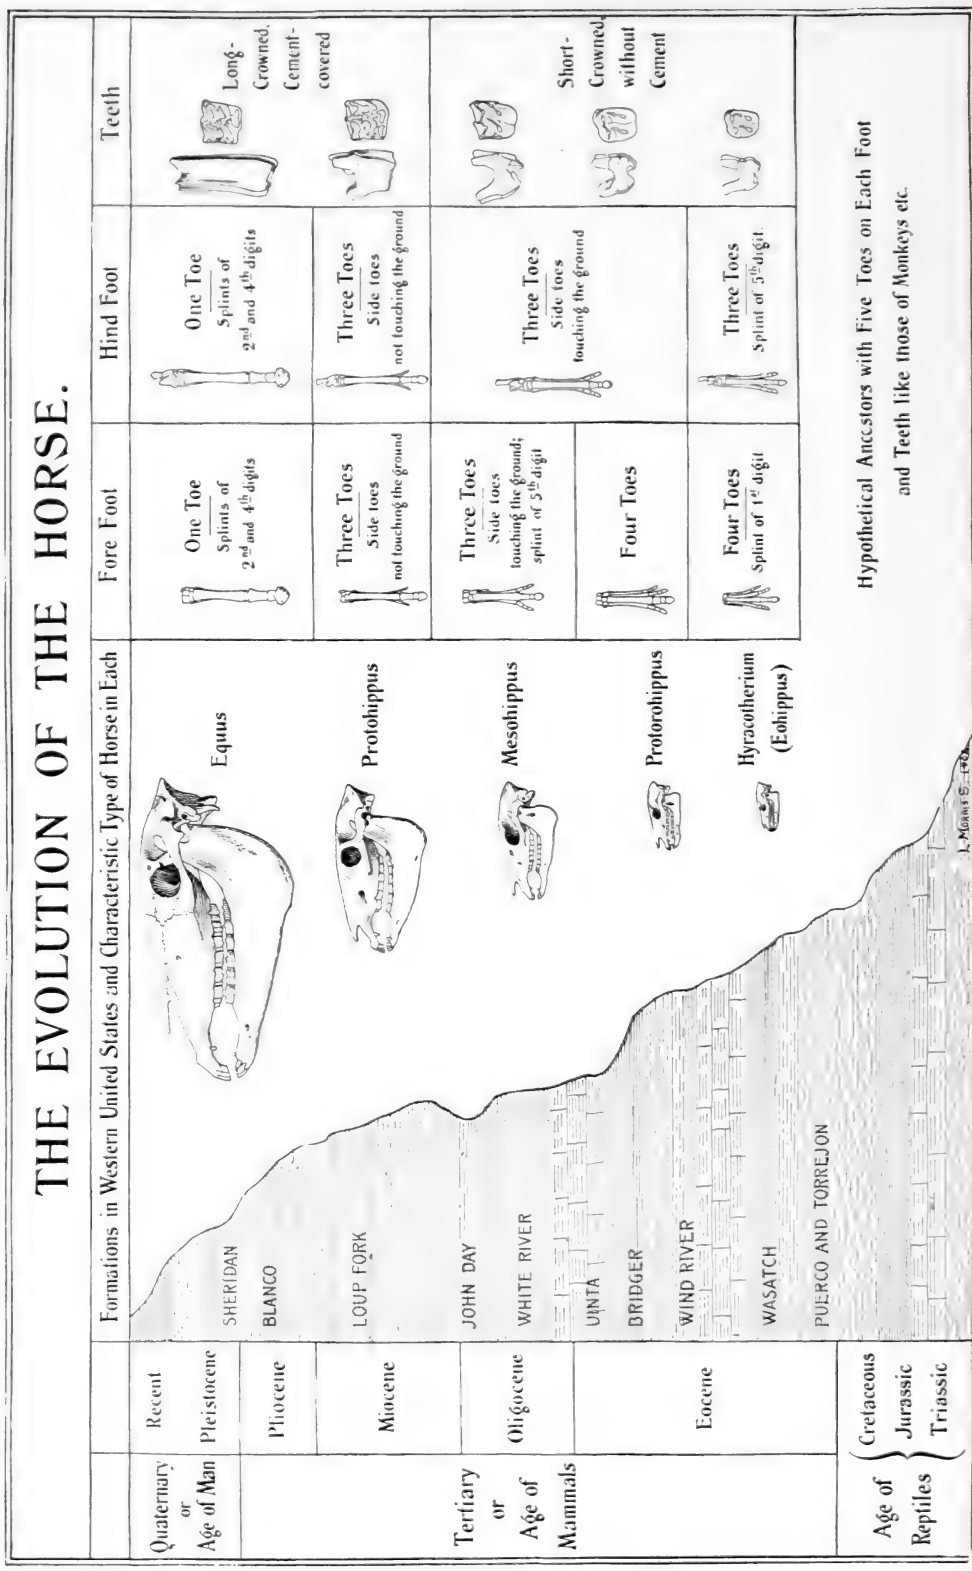 THE EVOLUTION OF THE HORSE.
Formations in Western United States and Characteristic Type of Horse in Each
Fore Foot
Hind Foot
Teeth
Quaternary
or
Age of Man
Recent
Pleistocene
SHERIDAN
Equus
One Toe
Splints of
2nd and 4th digits
One Toe
Splints of
2nd and 4th digits
Long-
Crowned,
Cement-
covered
Tertiary
or
Age of
Mammals
Pliocene
BLANCO
Miocene
LOUP FORK
Protohippus
Three Toes
Side toes
not touching the ground
Three Toes
Side toes
not touching the ground
Oligocene
JOHN DAY
WHITE RIVER
Mesohippus
Three Toes
Side toes
touching the ground;
splint of 5th digit
Three Toes
Side toes
touching the ground
Short-
Crowned,
without
Cement
Eocene
UINTA
BRIDGER
WIND RIVER
WASATCH
PUERCO AND TORREJON
Protorohippus
Four Toes
Hyracotherium
(Eohippus)
Four Toes
Splint of 1st digit
Three Toes
Splint of 5th digit.
Age of
Reptiles
Cretaceous
Jurassic
Triassic
Hypothetical Ancestors with Five Toes on Each Foot
and Teeth like those of Monkeys etc.
J. MORRIS